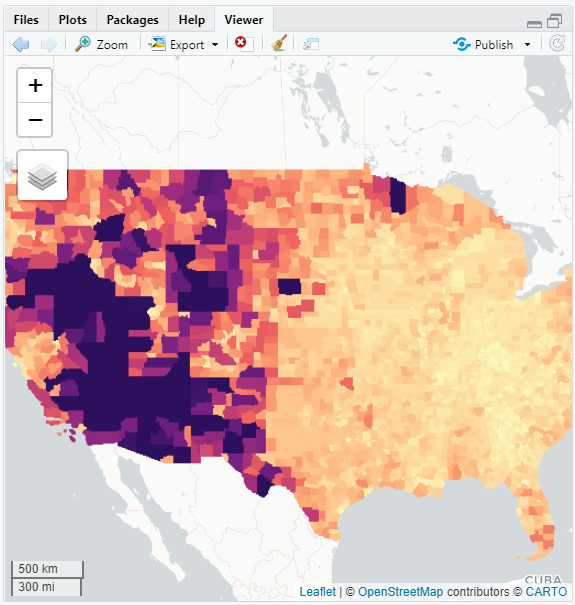 Files Plots Packages Help Viewer
Zoom Export Publish
+
−
500 km
300 mi
CUBA
Leaflet | © OpenStreetMap contributors © CARTO